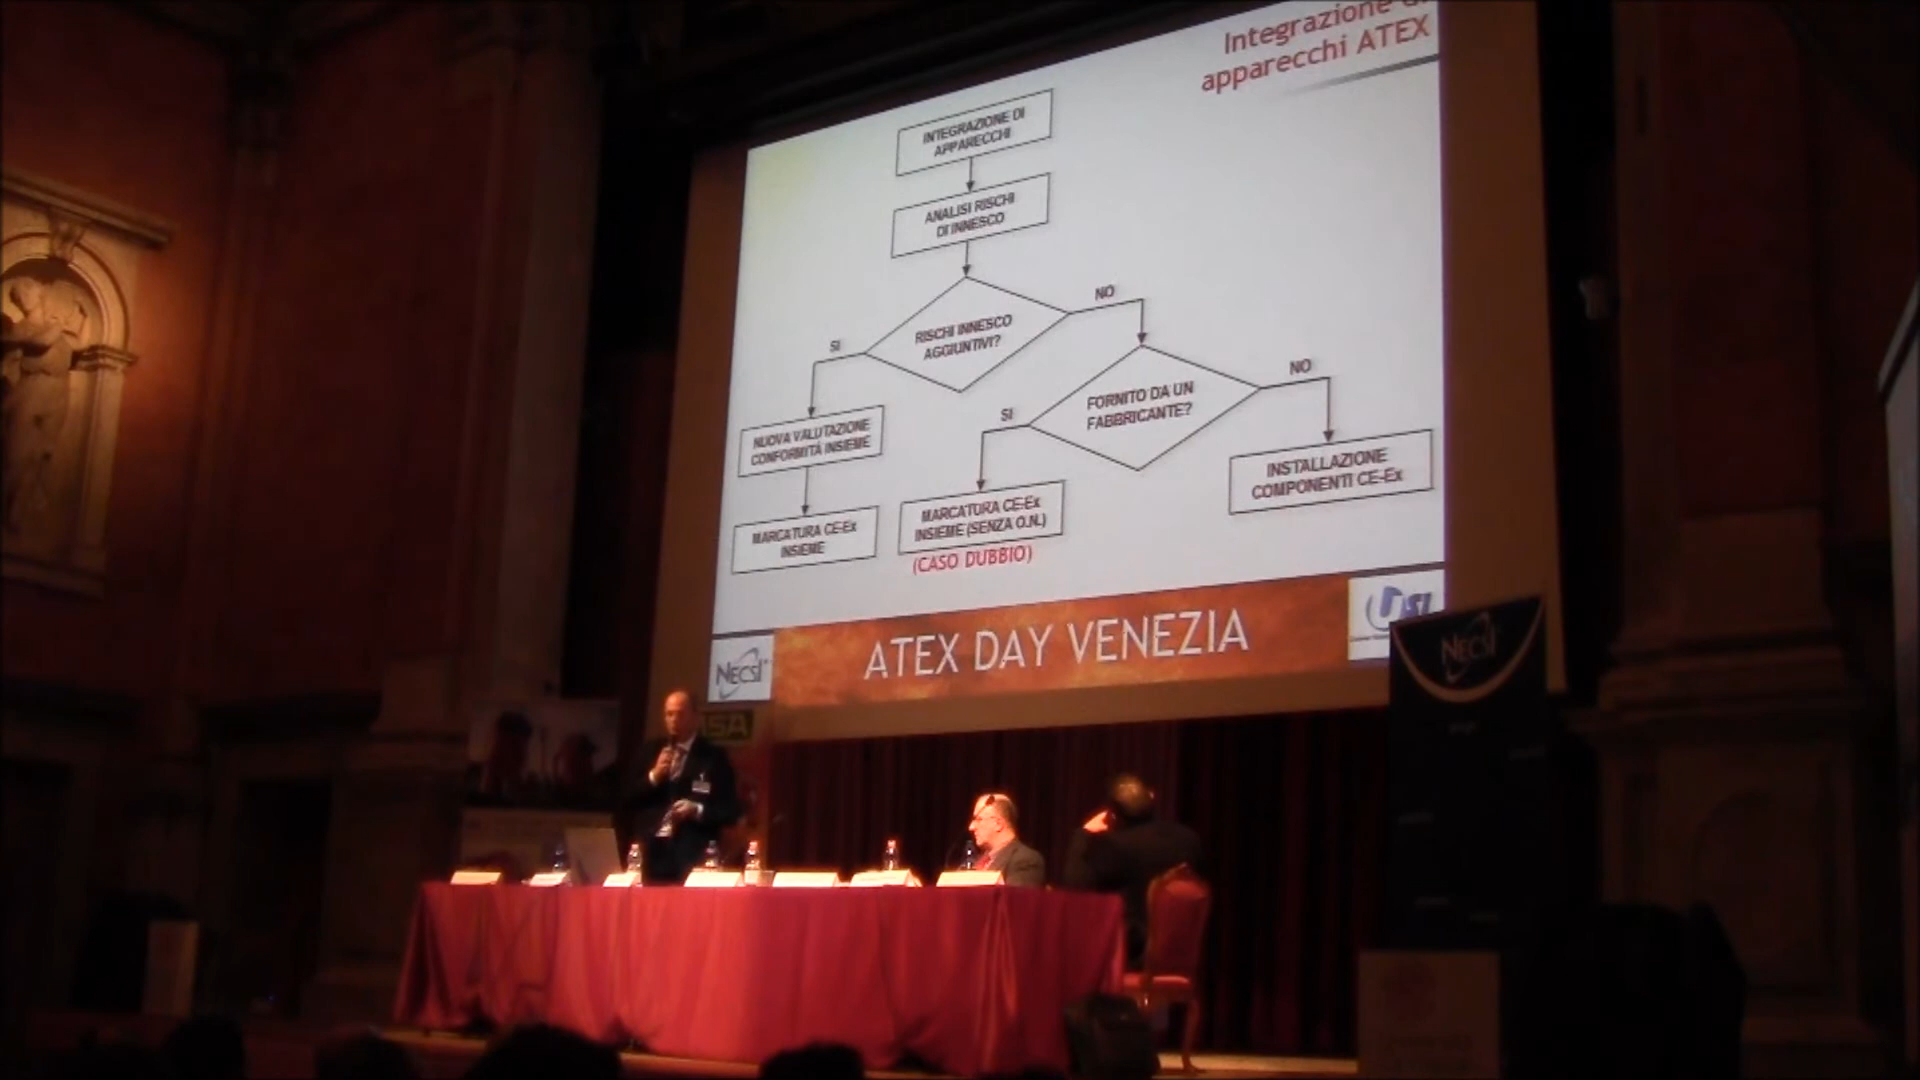 Integrazione
apparecchi ATEX
INTEGRAZIONE DI
APPARECCHI
ANALISI RISCHI
DI INNESCO
RISCHI INNESCO
AGGIUNTIVI?
SI
NO
FORNITO DA UN
FABBRICANTE?
SI
NO
NUOVA VALUTAZIONE
CONFORMITÀ INSIEME
MARCATURA CE-Ex
INSIEME
MARCATURA CE-Ex
INSIEME (SENZA O.N.)
(CASO DUBBIO)
INSTALLAZIONE
COMPONENTI CE-Ex
NECSI
ATEX DAY VENEZIA
NECSI